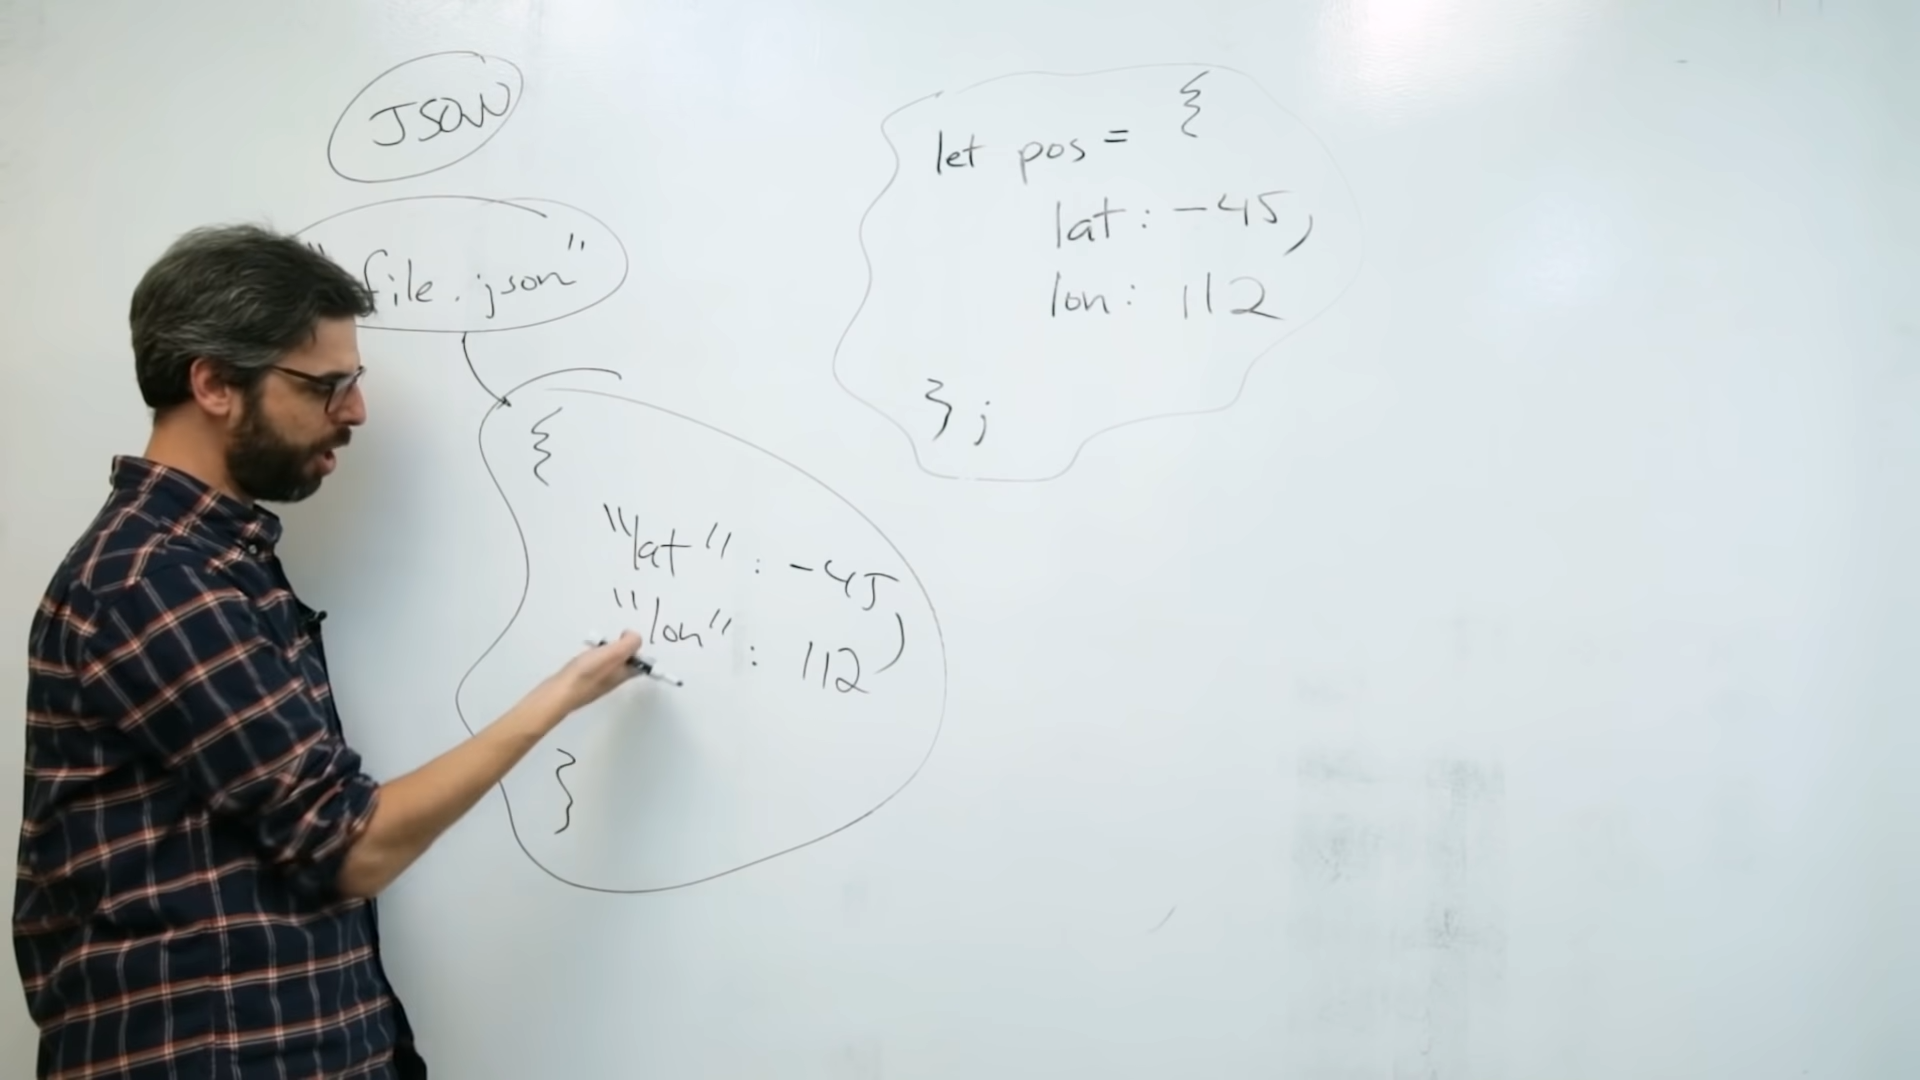 JSON
"file.json"
{
"lat" : -45,
"lon" : 112
}
let pos = {
lat : -45,
lon : 112
};